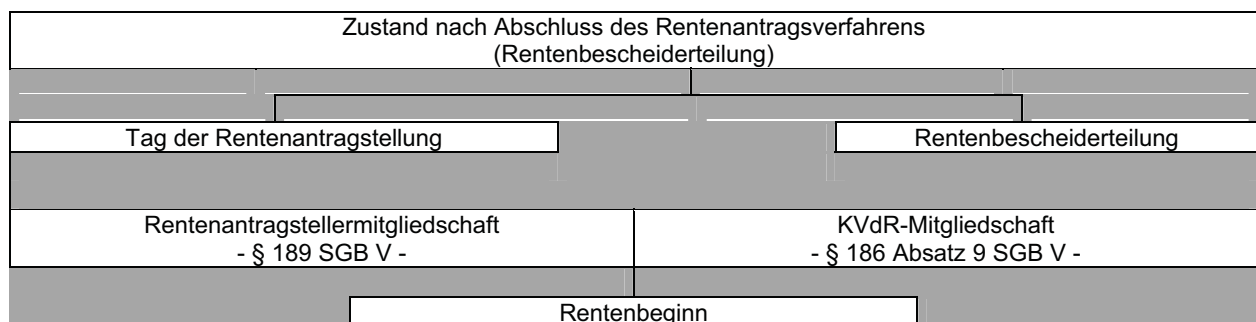 Zustand nach Abschluss des Rentenantragsverfahrens
(Rentenbescheiderteilung)
Tag der Rentenantragstellung
Rentenbescheiderteilung
Rentenantragstellermitgliedschaft
- § 189 SGB V -
KVdR-Mitgliedschaft
- § 186 Absatz 9 SGB V -
Rentenbeginn